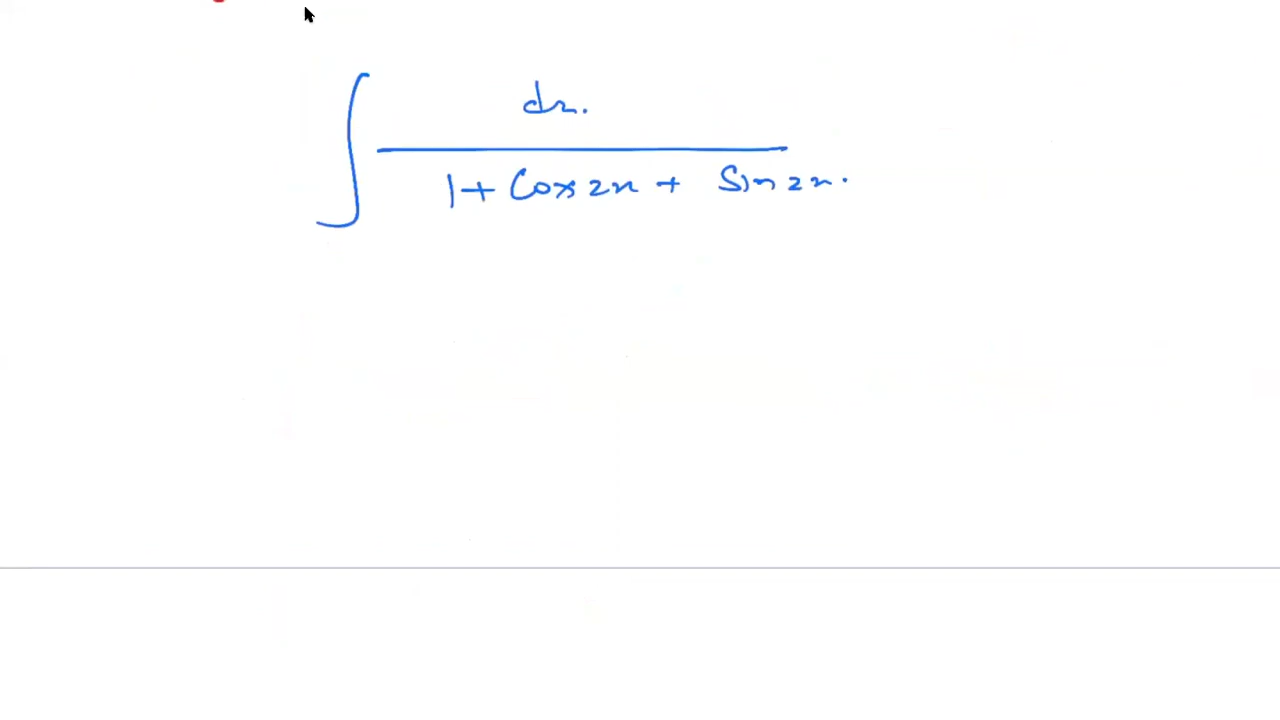 ∫ dx.
1 + Cos 2x + Sin 2x.